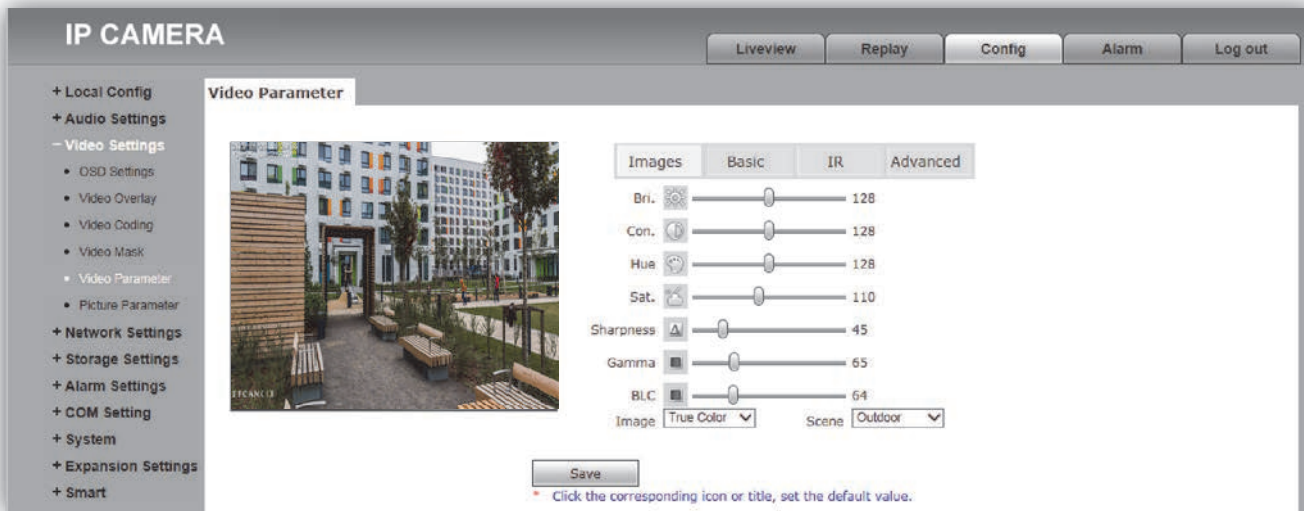 IP CAMERA
Liveview Replay Config Alarm Log out
+ Local Config
+ Audio Settings
− Video Settings
• OSD Settings
• Video Overlay
• Video Coding
• Video Mask
• Video Parameter
• Picture Parameter
+ Network Settings
+ Storage Settings
+ Alarm Settings
+ COM Setting
+ System
+ Expansion Settings
+ Smart
Video Parameter
Images Basic IR Advanced
Bri. 128
Con. 128
Hue 128
Sat. 110
Sharpness 45
Gamma 65
BLC 64
Image True Color Scene Outdoor
Save
* Click the corresponding icon or title, set the default value.